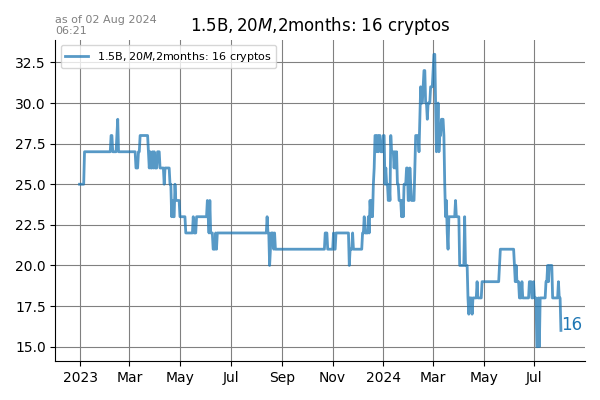 as of 02 Aug 2024
06:21
1.5B, 20M,2months: 16 cryptos
1.5B, 20M,2months: 16 cryptos
32.5
30.0
27.5
25.0
22.5
20.0
17.5
15.0
16
2023 Mar May Jul Sep Nov 2024 Mar May Jul